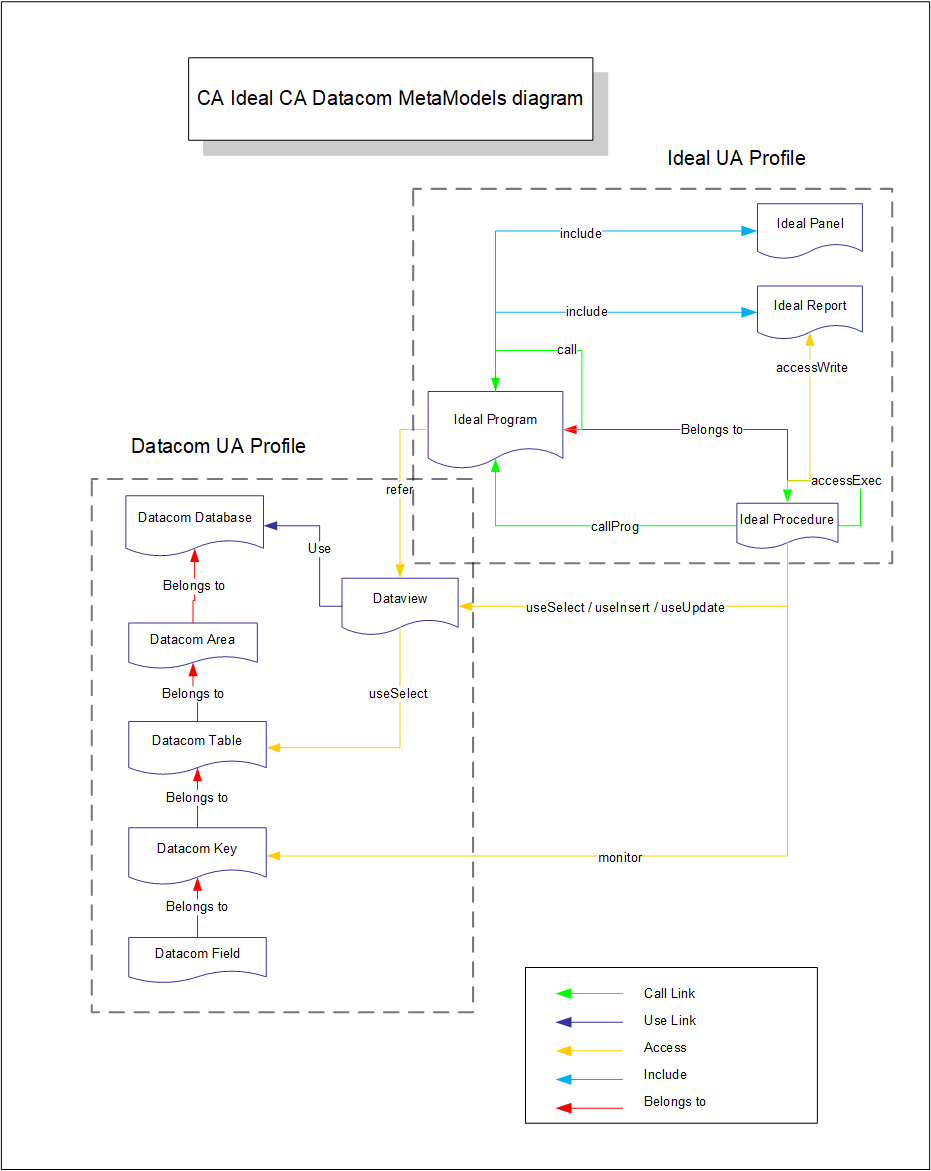 CA Ideal CA Datacom MetaModels diagram
Ideal UA Profile
Ideal Panel
include
Ideal Report
include
call
accessWrite
Ideal Program
Belongs to
Datacom UA Profile
refer
accessExec
Datacom Database
Ideal Procedure
callProg
Use
Belongs to
Dataview
useSelect / useInsert / useUpdate
Datacom Area
Belongs to
useSelect
Datacom Table
Belongs to
Datacom Key
monitor
Belongs to
Datacom Field
Call Link
Use Link
Access
Include
Belongs to